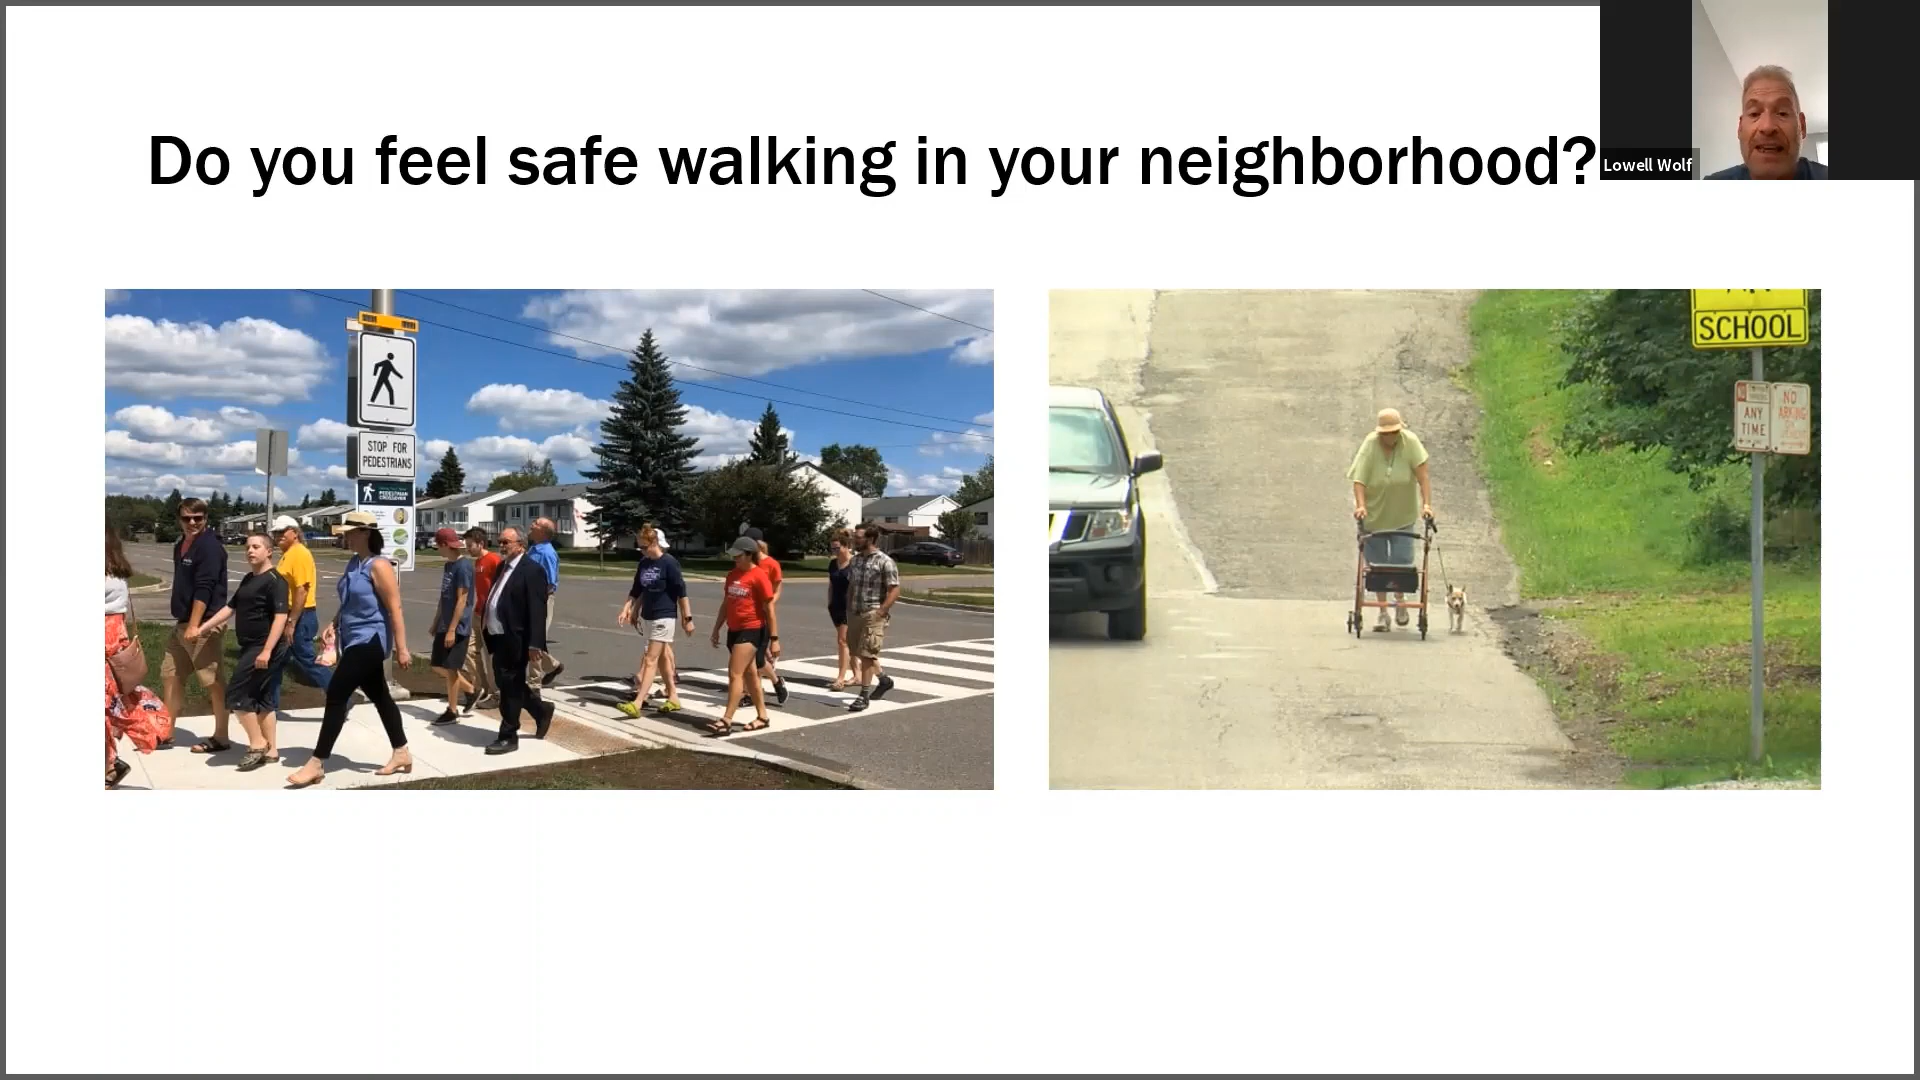 Do you feel safe walking in your neighborhood?
Lowell Wolf
STOP FOR
PEDESTRIANS
PEDESTRIAN
CROSSOVER
SCHOOL
ANY
TIME
NO